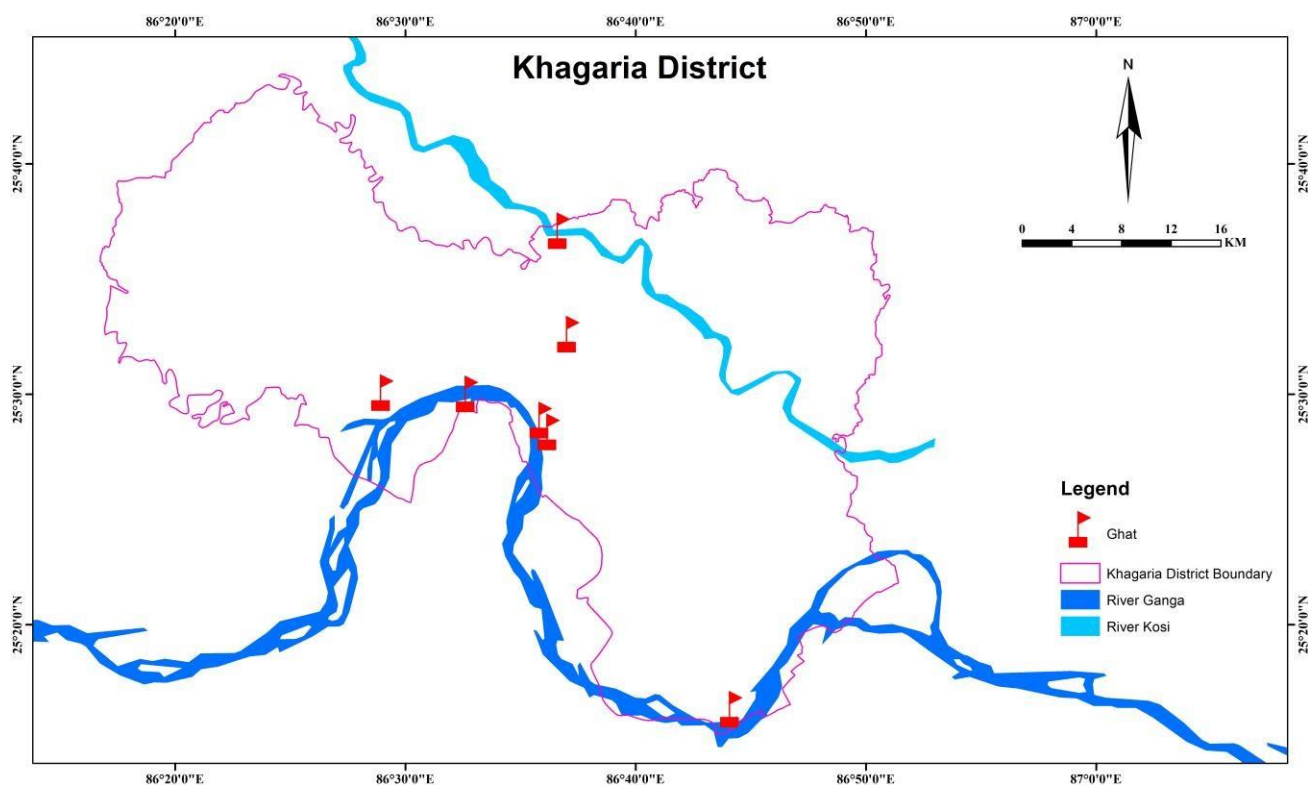 86°20'0"E 86°30'0"E 86°40'0"E 86°50'0"E 87°0'0"E
Khagaria District
N
25°40'0"N 25°40'0"N
0 4 8 12 16
KM
25°30'0"N 25°30'0"N
Legend
Ghat
Khagaria District Boundary
River Ganga
River Kosi
25°20'0"N 25°20'0"N
86°20'0"E 86°30'0"E 86°40'0"E 86°50'0"E 87°0'0"E